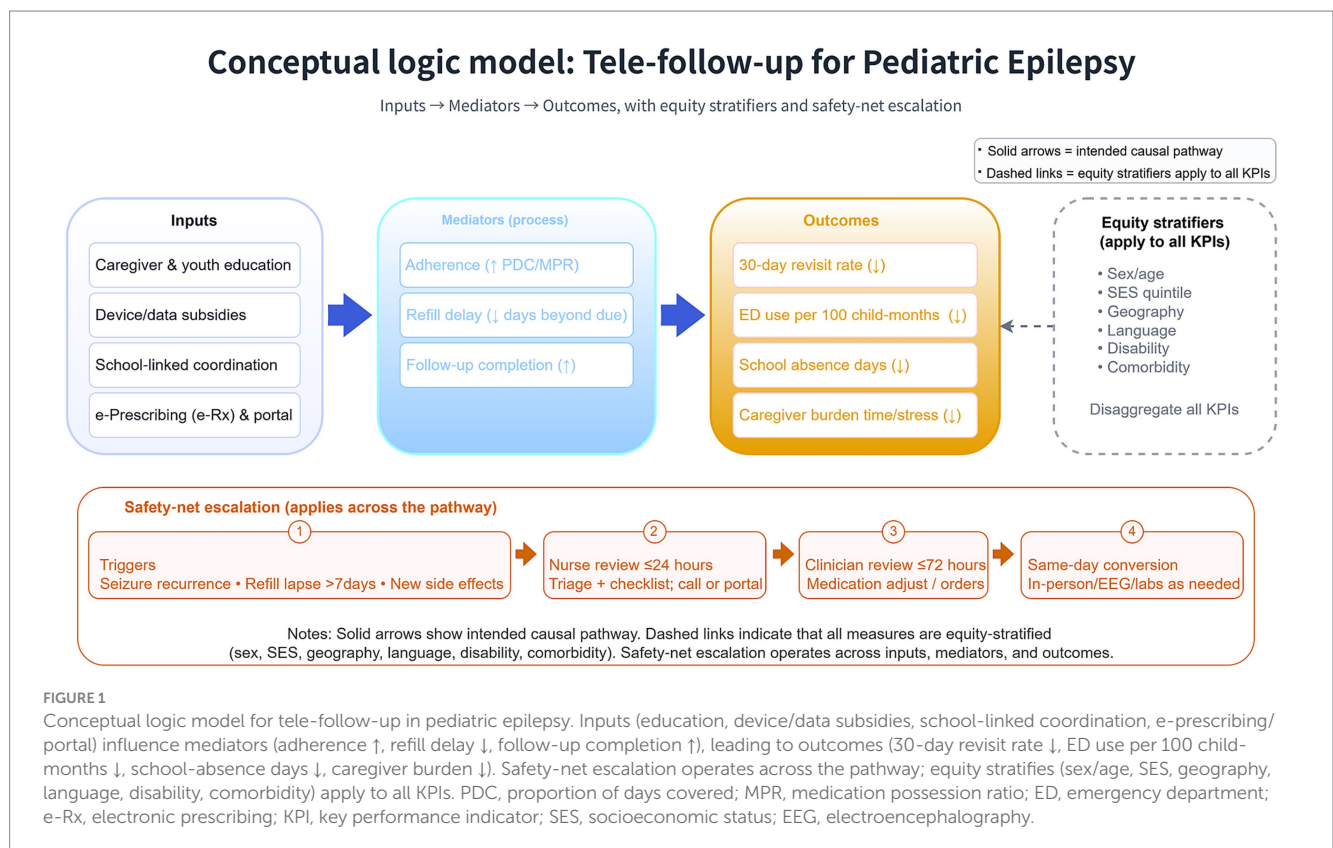 Conceptual logic model: Tele-follow-up for Pediatric Epilepsy
Inputs → Mediators → Outcomes, with equity stratifiers and safety-net escalation
• Solid arrows = intended causal pathway
• Dashed links = equity stratifiers apply to all KPIs
Inputs
Caregiver & youth education
Device/data subsidies
School-linked coordination
e-Prescribing (e-Rx) & portal
Mediators (process)
Adherence (↑ PDC/MPR)
Refill delay (↓ days beyond due)
Follow-up completion (↑)
Outcomes
30-day revisit rate (↓)
ED use per 100 child-months (↓)
School absence days (↓)
Caregiver burden time/stress (↓)
Equity stratifiers
(apply to all KPIs)
• Sex/age
• SES quintile
• Geography
• Language
• Disability
• Comorbidity
Disaggregate all KPIs
Safety-net escalation (applies across the pathway)
1
Triggers
Seizure recurrence • Refill lapse >7days • New side effects
2
Nurse review ≤24 hours
Triage + checklist; call or portal
3
Clinician review ≤72 hours
Medication adjust / orders
4
Same-day conversion
In-person/EEG/labs as needed
Notes: Solid arrows show intended causal pathway. Dashed links indicate that all measures are equity-stratified
(sex, SES, geography, language, disability, comorbidity). Safety-net escalation operates across inputs, mediators, and outcomes.
FIGURE 1
Conceptual logic model for tele-follow-up in pediatric epilepsy. Inputs (education, device/data subsidies, school-linked coordination, e-prescribing/
portal) influence mediators (adherence ↑, refill delay ↓, follow-up completion ↑), leading to outcomes (30-day revisit rate ↓, ED use per 100 child-
months ↓, school-absence days ↓, caregiver burden ↓). Safety-net escalation operates across the pathway; equity stratifies (sex/age, SES, geography,
language, disability, comorbidity) apply to all KPIs. PDC, proportion of days covered; MPR, medication possession ratio; ED, emergency department;
e-Rx, electronic prescribing; KPI, key performance indicator; SES, socioeconomic status; EEG, electroencephalography.